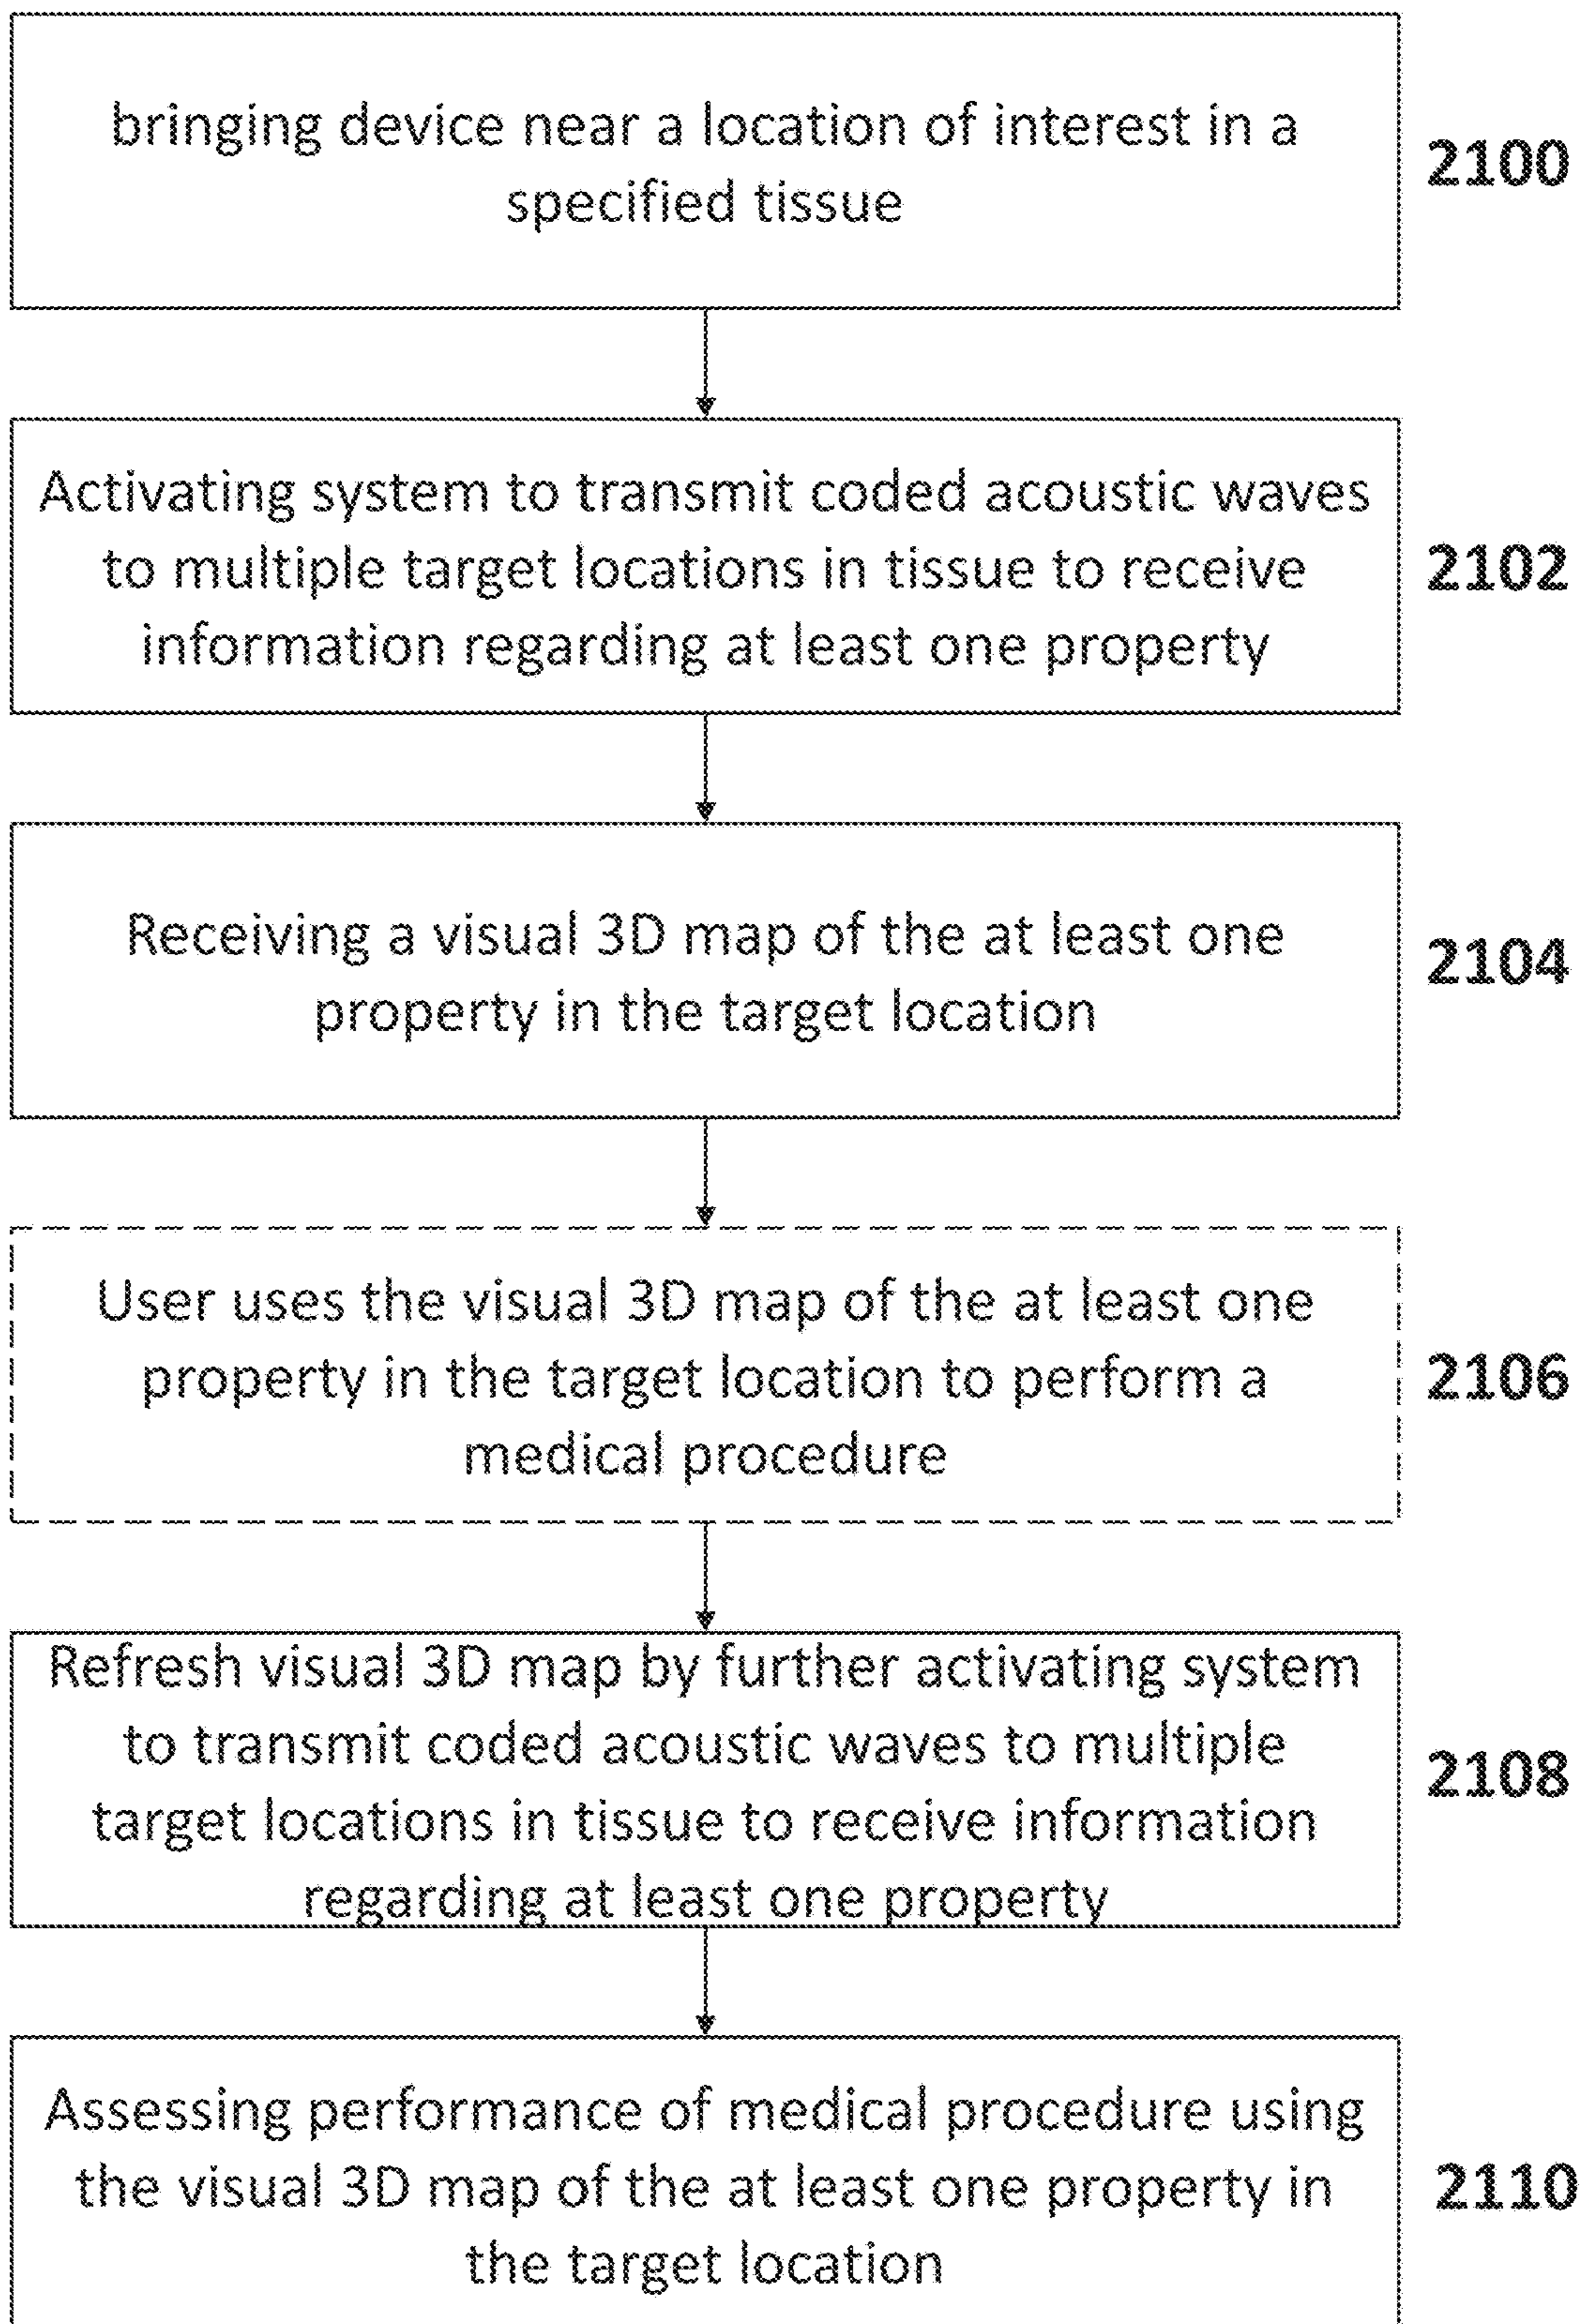 bringing device near a location of interest in a
specified tissue
2100
Activating system to transmit coded acoustic waves
to multiple target locations in tissue to receive
information regarding at least one property
2102
Receiving a visual 3D map of the at least one
property in the target location
2104
User uses the visual 3D map of the at least one
property in the target location to perform a
medical procedure
2106
Refresh visual 3D map by further activating system
to transmit coded acoustic waves to multiple
target locations in tissue to receive information
regarding at least one property
2108
Assessing performance of medical procedure using
the visual 3D map of the at least one property in
the target location
2110